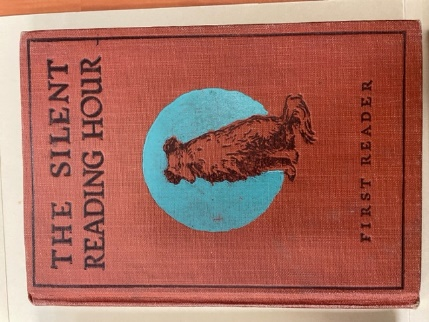 THE SILENT
READING HOUR
FIRST READER